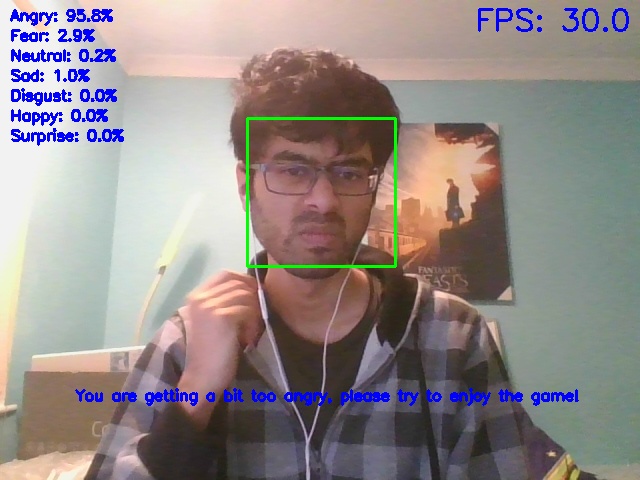 Angry: 95.8%
FPS: 30.0
Fear: 2.9%
Neutral: 0.2%
Sad: 1.0%
Disgust: 0.0%
Happy: 0.0%
Surprise: 0.0%
FANTASTIC
BEASTS
You are getting a bit too angry, please try to enjoy the game!